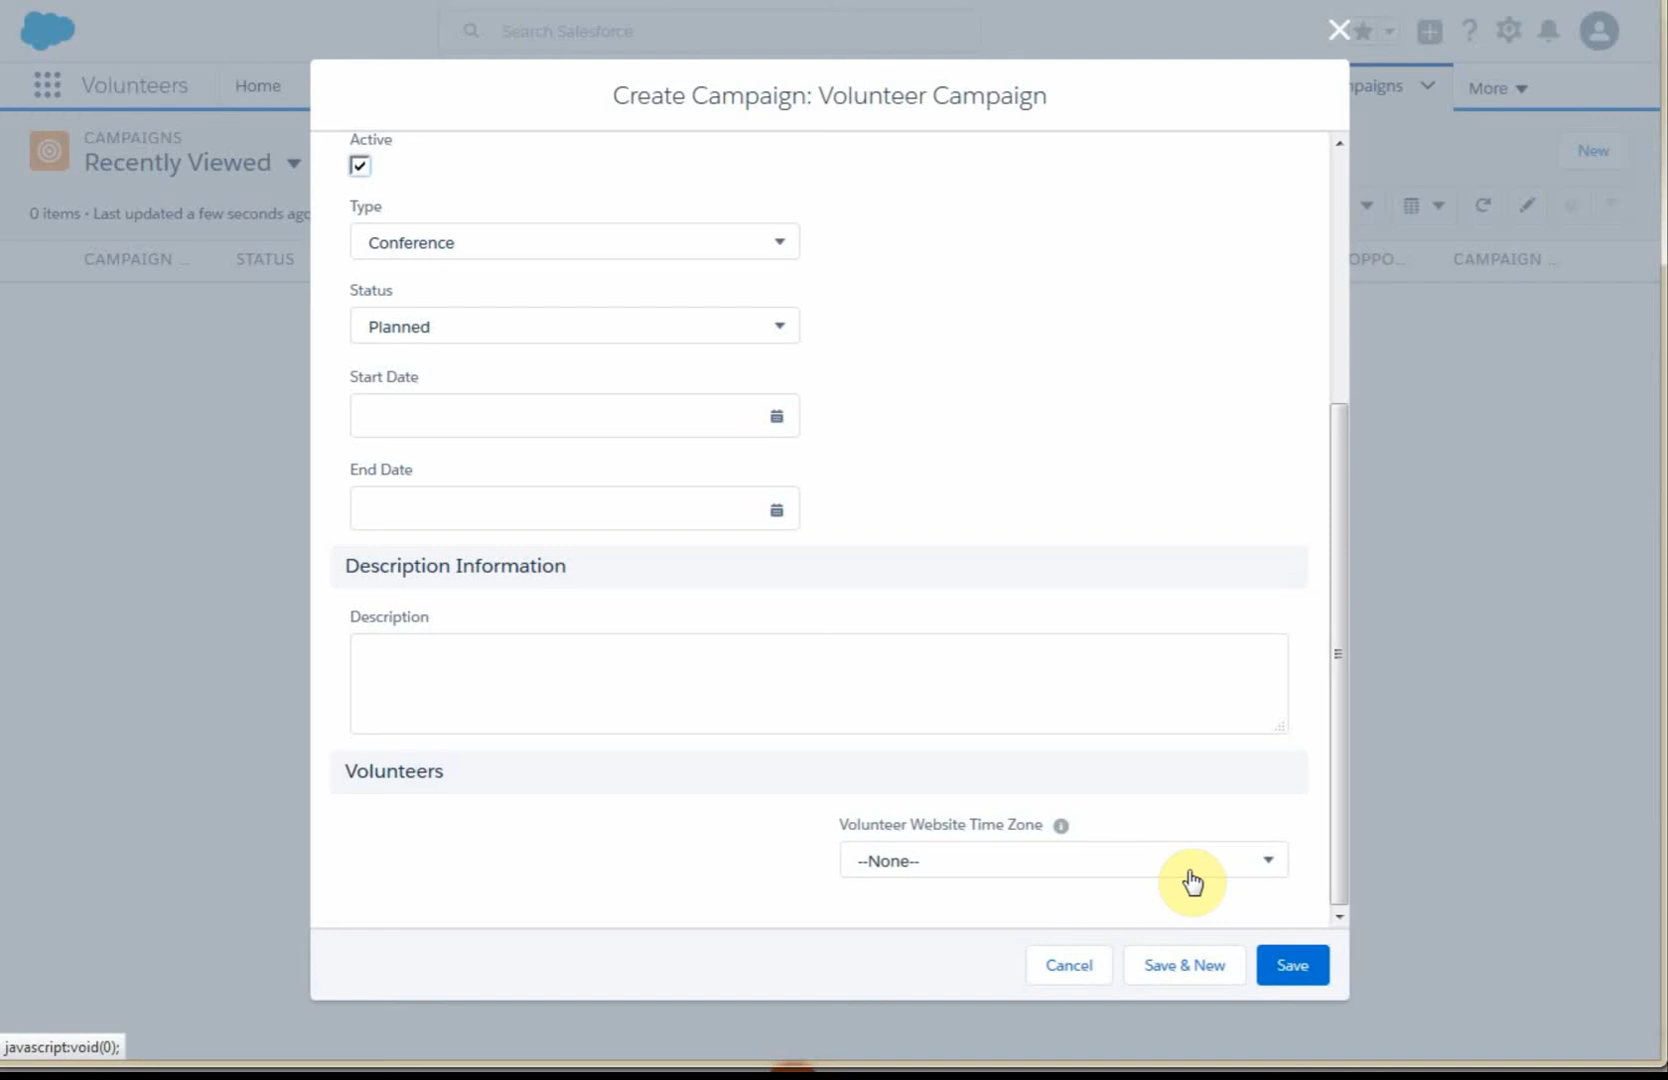 Search Salesforce
Volunteers
Home
mpaigns
More
Create Campaign: Volunteer Campaign
CAMPAIGNS
Recently Viewed
New
0 items • Last updated a few seconds ago
CAMPAIGN ...
STATUS
OPPO...
CAMPAIGN ...
Active
Type
Conference
Status
Planned
Start Date
End Date
Description Information
Description
Volunteers
Volunteer Website Time Zone
--None--
Cancel
Save & New
Save
javascript:void(0);